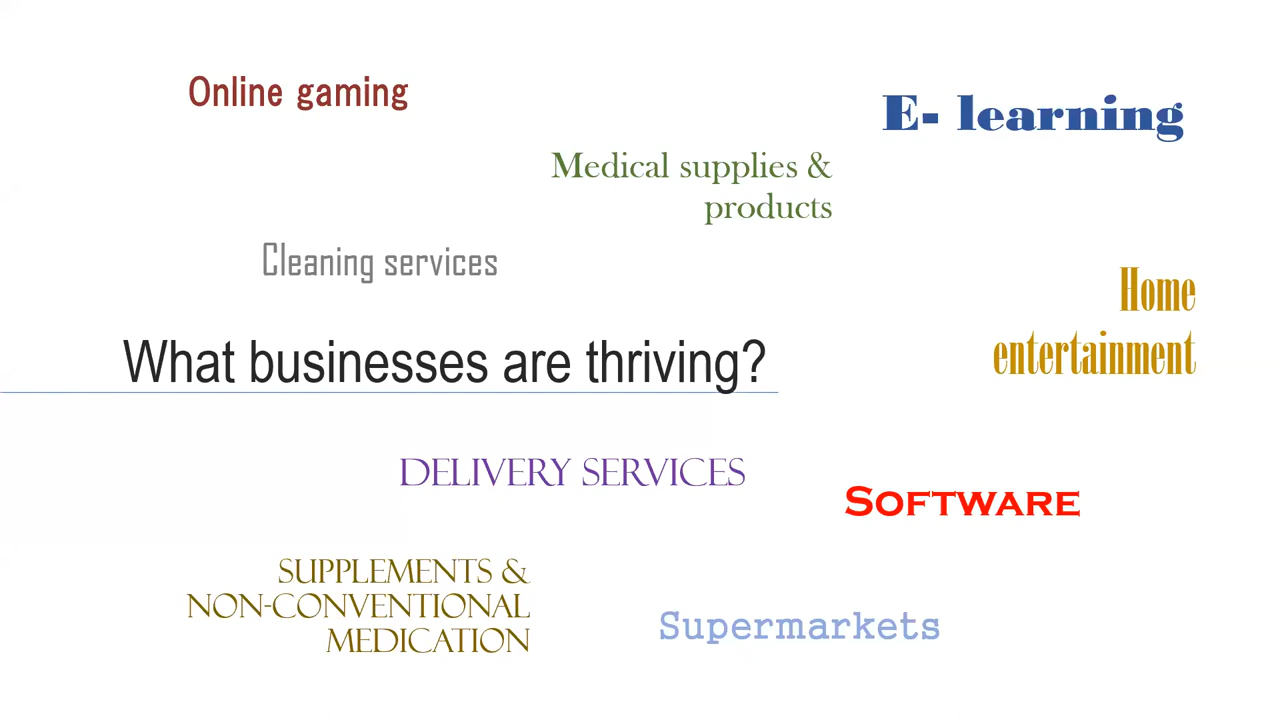 Online gaming
E- learning
Medical supplies &
products
Cleaning services
Home
entertainment
What businesses are thriving?
DELIVERY SERVICES
SOFTWARE
SUPPLEMENTS &
NON-CONVENTIONAL
MEDICATION
Supermarkets